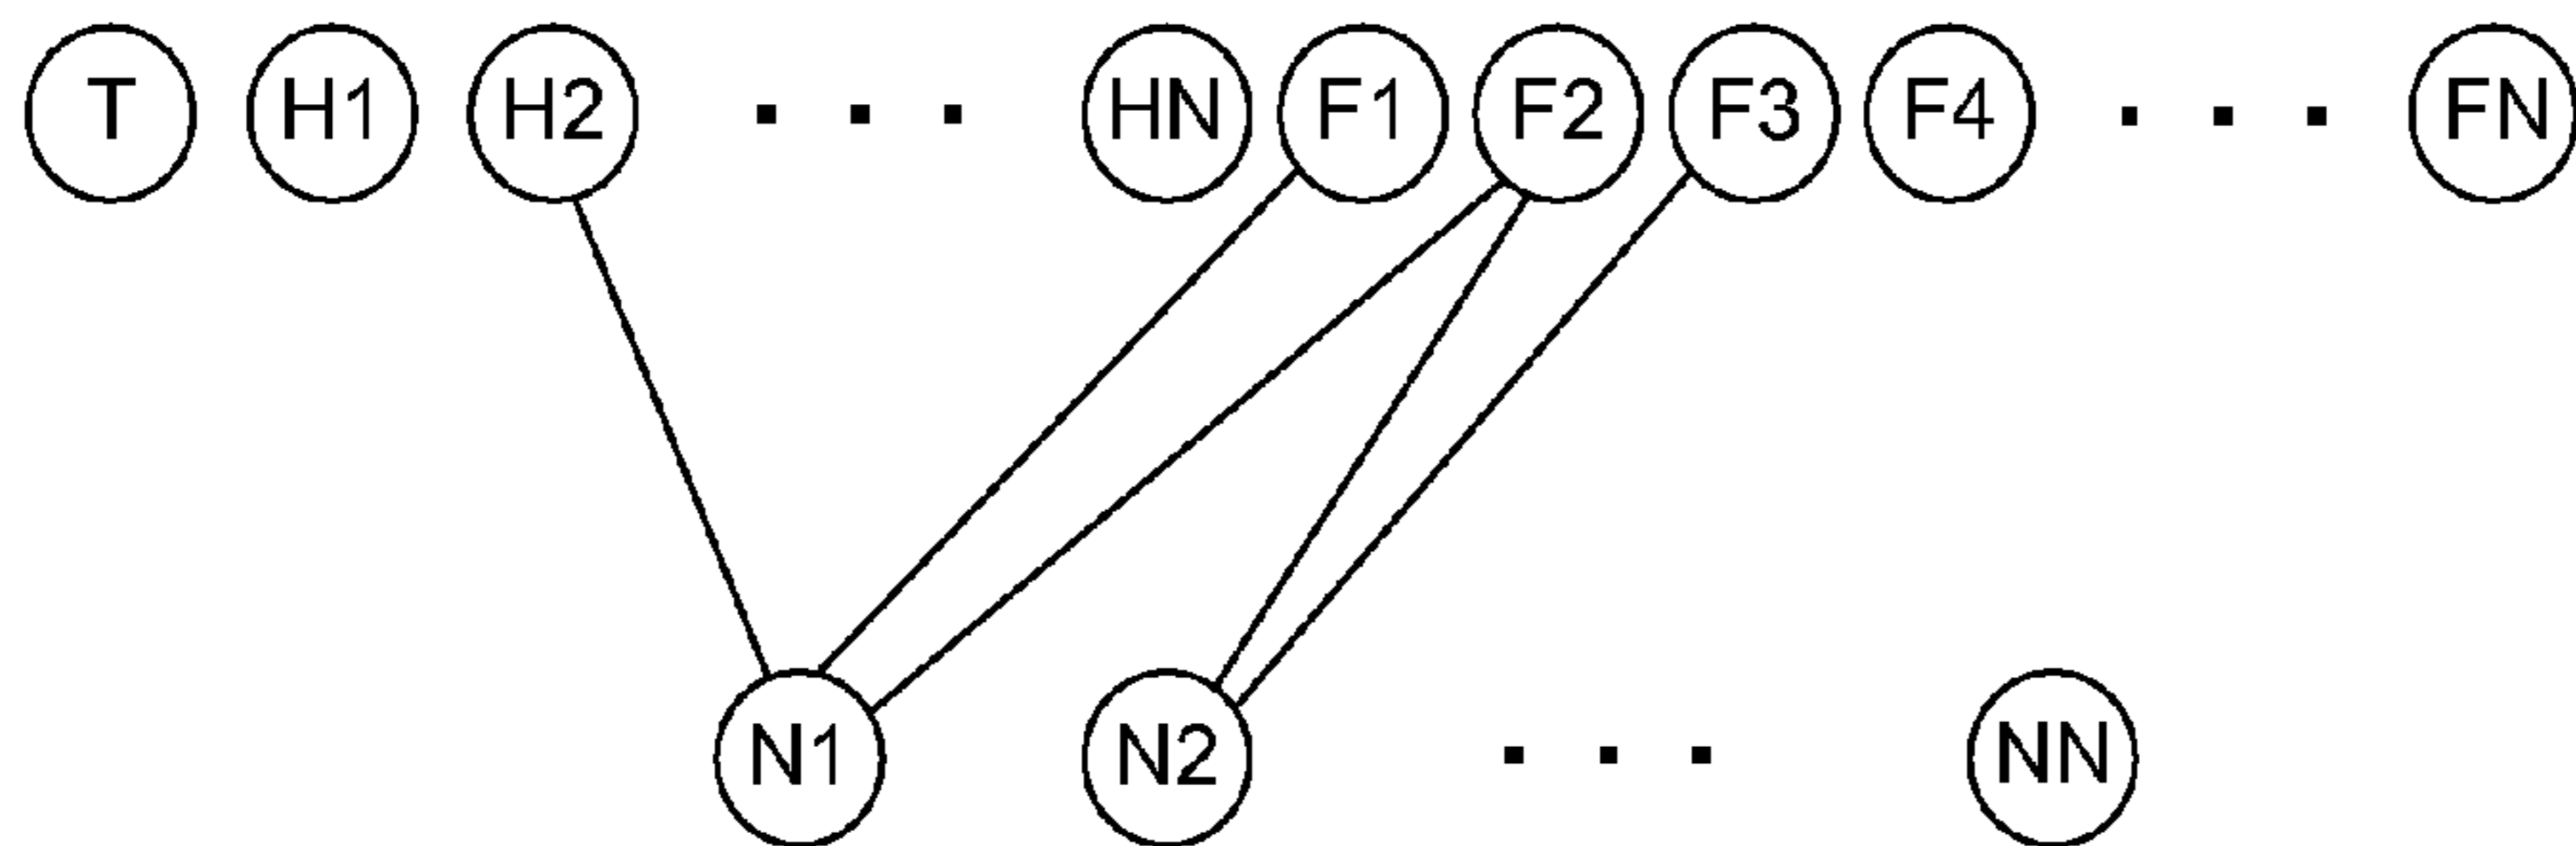 T H1 H2 . . . HN F1 F2 F3 F4 . . . FN
N1 N2 . . . NN